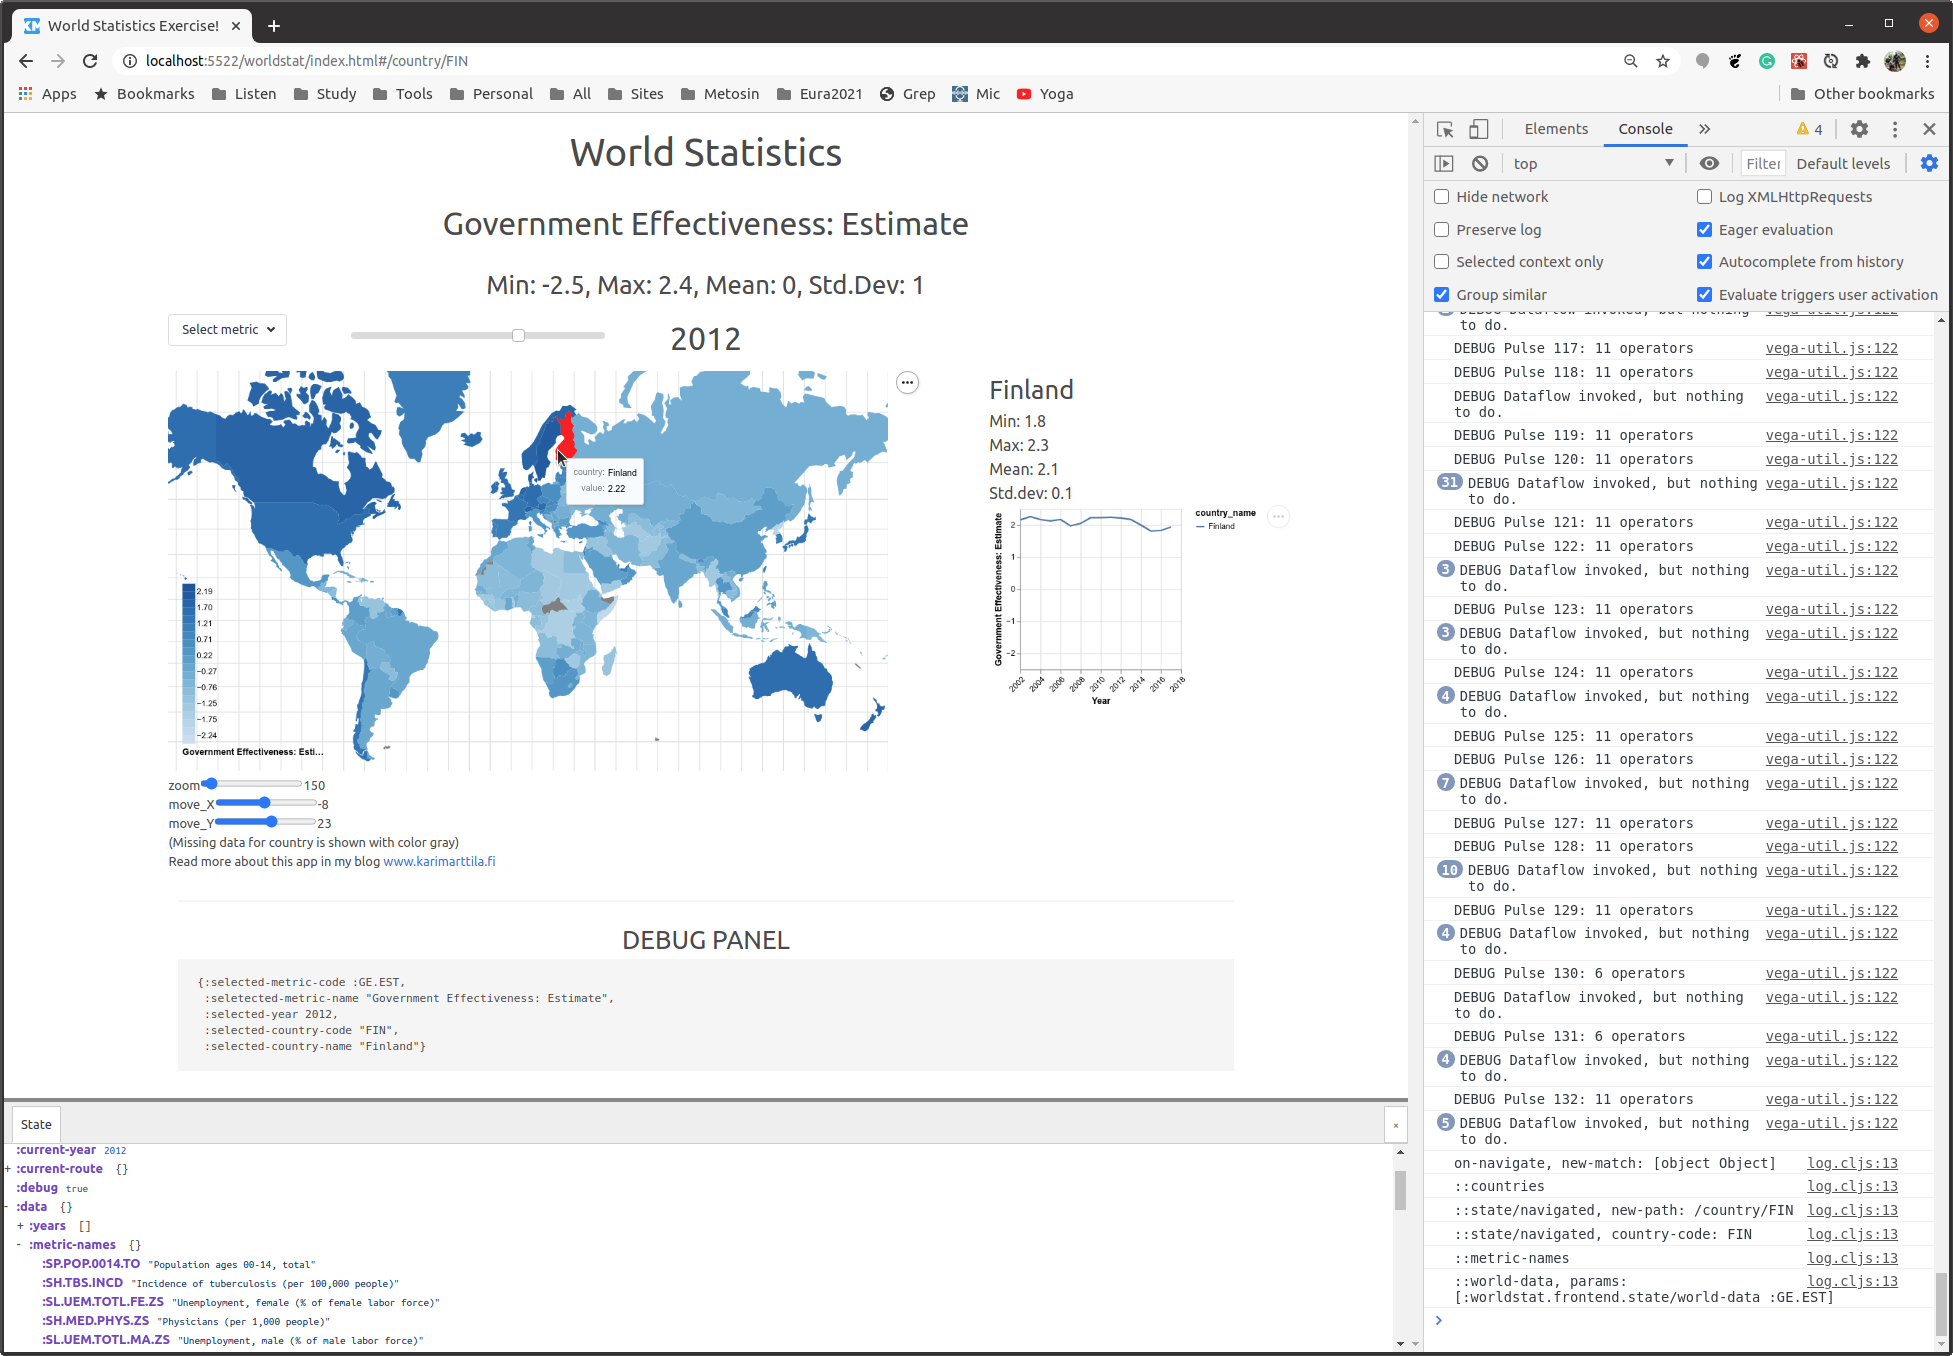 World Statistics Exercise!
localhost:5522/worldstat/index.html#/country/FIN
Apps Bookmarks Listen Study Tools Personal All Sites Metosin Eura2021 Grep Mic Yoga Other bookmarks
World Statistics
Government Effectiveness: Estimate
Min: -2.5, Max: 2.4, Mean: 0, Std.Dev: 1
Select metric
2012
country: Finland
value: 2.22
2.19
1.70
1.21
0.71
0.22
−0.27
−0.76
−1.25
−1.75
−2.24
Government Effectiveness: Esti…
Finland
Min: 1.8
Max: 2.3
Mean: 2.1
Std.dev: 0.1
Government Effectiveness: Estimate
2
1
0
−1
−2
2002 2004 2006 2008 2010 2012 2014 2016 2018
Year
country_name
Finland
zoom 150
move_X -8
move_Y 23
(Missing data for country is shown with color gray)
Read more about this app in my blog www.karimarttila.fi
DEBUG PANEL
{:selected-metric-code :GE.EST,
:seletected-metric-name "Government Effectiveness: Estimate",
:selected-year 2012,
:selected-country-code "FIN",
:selected-country-name "Finland"}
State
×
:current-year 2012
+ :current-route {}
:debug true
- :data {}
+ :years []
- :metric-names {}
:SP.POP.0014.TO "Population ages 00-14, total"
:SH.TBS.INCD "Incidence of tuberculosis (per 100,000 people)"
:SL.UEM.TOTL.FE.ZS "Unemployment, female (% of female labor force)"
:SH.MED.PHYS.ZS "Physicians (per 1,000 people)"
:SL.UEM.TOTL.MA.ZS "Unemployment, male (% of male labor force)"
Elements Console » 4
top Filter Default levels
Hide network Log XMLHttpRequests
Preserve log Eager evaluation
Selected context only Autocomplete from history
Group similar Evaluate triggers user activation
DEBUG Dataflow invoked, but nothing vega-util.js:122
to do.
DEBUG Pulse 117: 11 operators vega-util.js:122
DEBUG Pulse 118: 11 operators vega-util.js:122
DEBUG Dataflow invoked, but nothing vega-util.js:122
to do.
DEBUG Pulse 119: 11 operators vega-util.js:122
DEBUG Pulse 120: 11 operators vega-util.js:122
31 DEBUG Dataflow invoked, but nothing vega-util.js:122
to do.
DEBUG Pulse 121: 11 operators vega-util.js:122
DEBUG Pulse 122: 11 operators vega-util.js:122
3 DEBUG Dataflow invoked, but nothing vega-util.js:122
to do.
DEBUG Pulse 123: 11 operators vega-util.js:122
3 DEBUG Dataflow invoked, but nothing vega-util.js:122
to do.
DEBUG Pulse 124: 11 operators vega-util.js:122
4 DEBUG Dataflow invoked, but nothing vega-util.js:122
to do.
DEBUG Pulse 125: 11 operators vega-util.js:122
DEBUG Pulse 126: 11 operators vega-util.js:122
7 DEBUG Dataflow invoked, but nothing vega-util.js:122
to do.
DEBUG Pulse 127: 11 operators vega-util.js:122
DEBUG Pulse 128: 11 operators vega-util.js:122
10 DEBUG Dataflow invoked, but nothing vega-util.js:122
to do.
DEBUG Pulse 129: 11 operators vega-util.js:122
4 DEBUG Dataflow invoked, but nothing vega-util.js:122
to do.
DEBUG Pulse 130: 6 operators vega-util.js:122
DEBUG Dataflow invoked, but nothing vega-util.js:122
to do.
DEBUG Pulse 131: 6 operators vega-util.js:122
4 DEBUG Dataflow invoked, but nothing vega-util.js:122
to do.
DEBUG Pulse 132: 11 operators vega-util.js:122
5 DEBUG Dataflow invoked, but nothing vega-util.js:122
to do.
on-navigate, new-match: [object Object] log.cljs:13
::countries log.cljs:13
::state/navigated, new-path: /country/FIN log.cljs:13
::state/navigated, country-code: FIN log.cljs:13
::metric-names log.cljs:13
::world-data, params: log.cljs:13
[:worldstat.frontend.state/world-data :GE.EST]